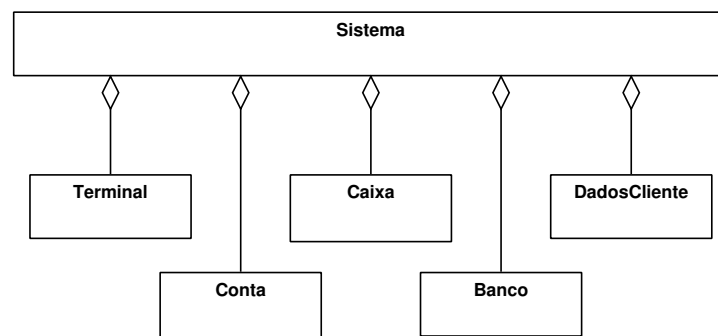 Sistema
Terminal
Caixa
DadosCliente
Conta
Banco